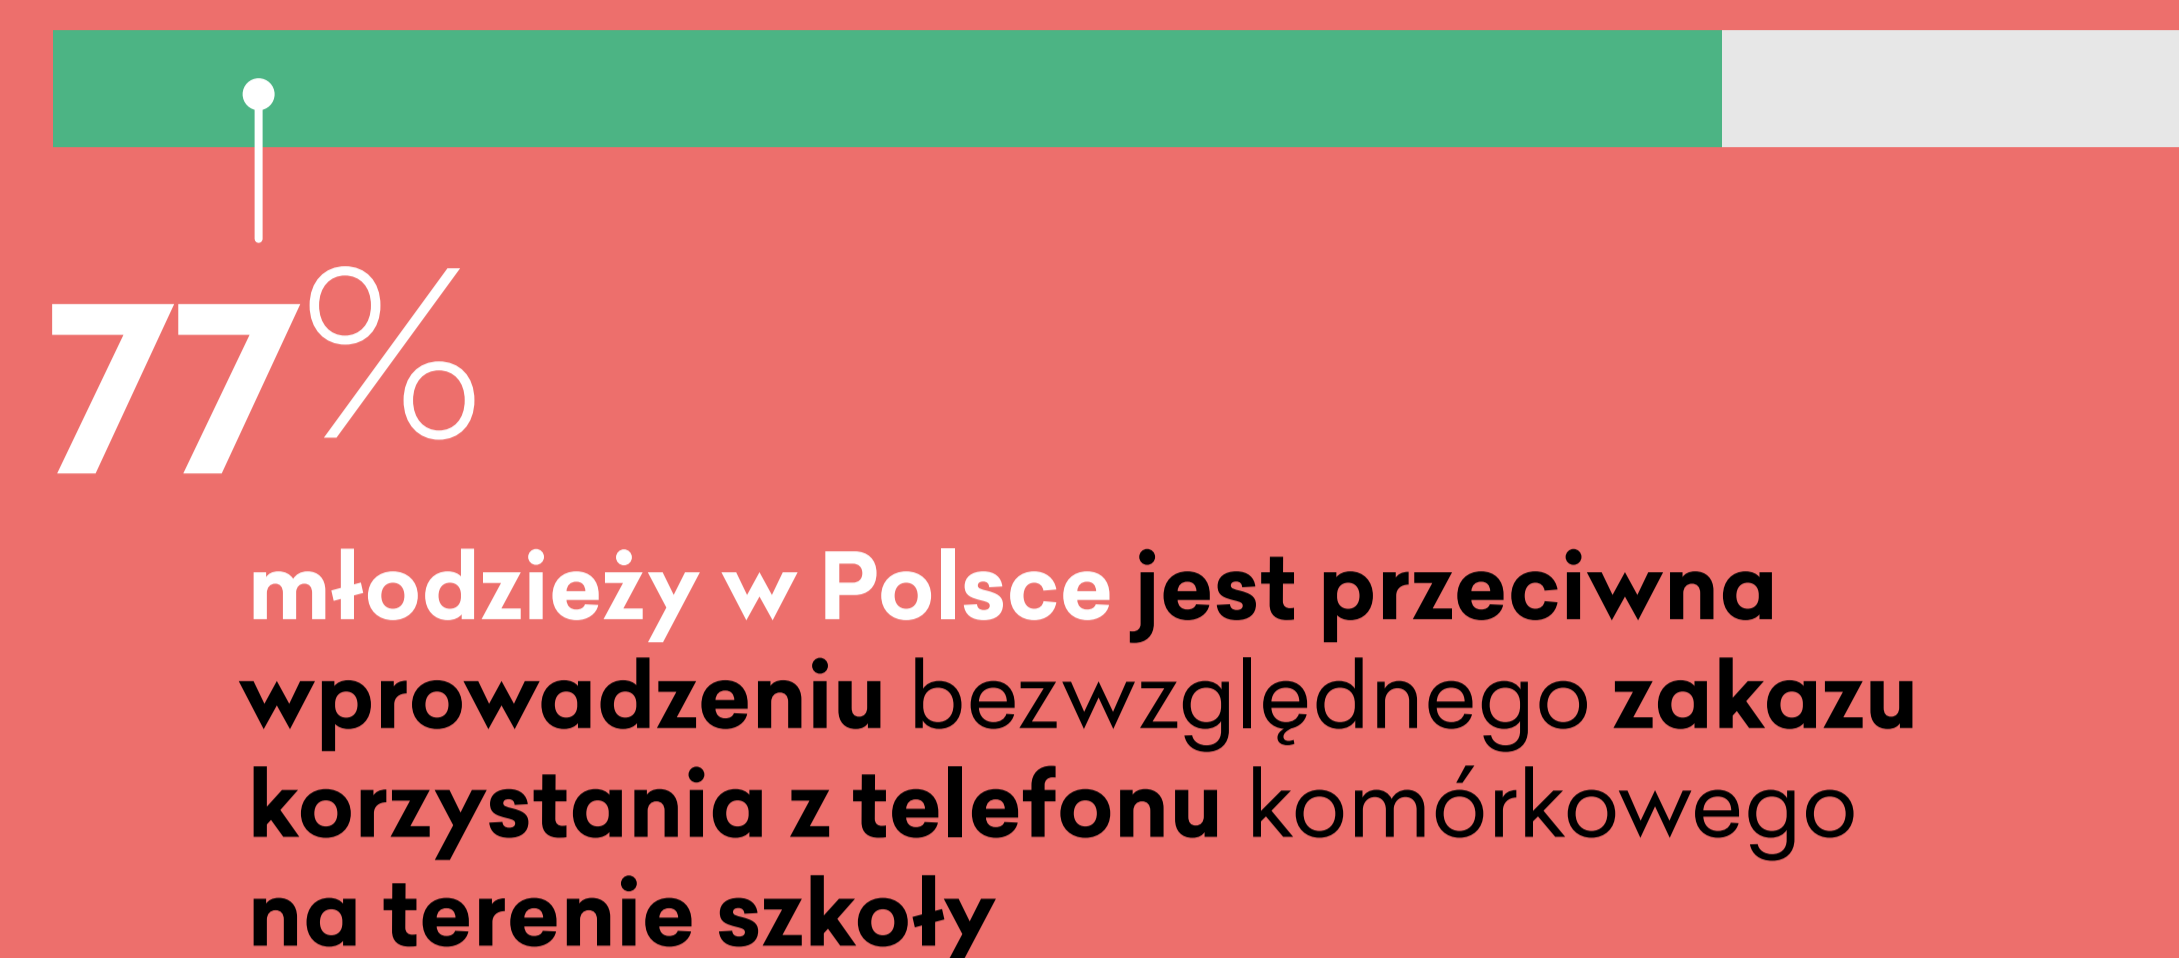 77%
młodzieży w Polsce jest przeciwna
wprowadzeniu bezwzględnego zakazu
korzystania z telefonu komórkowego
na terenie szkoły